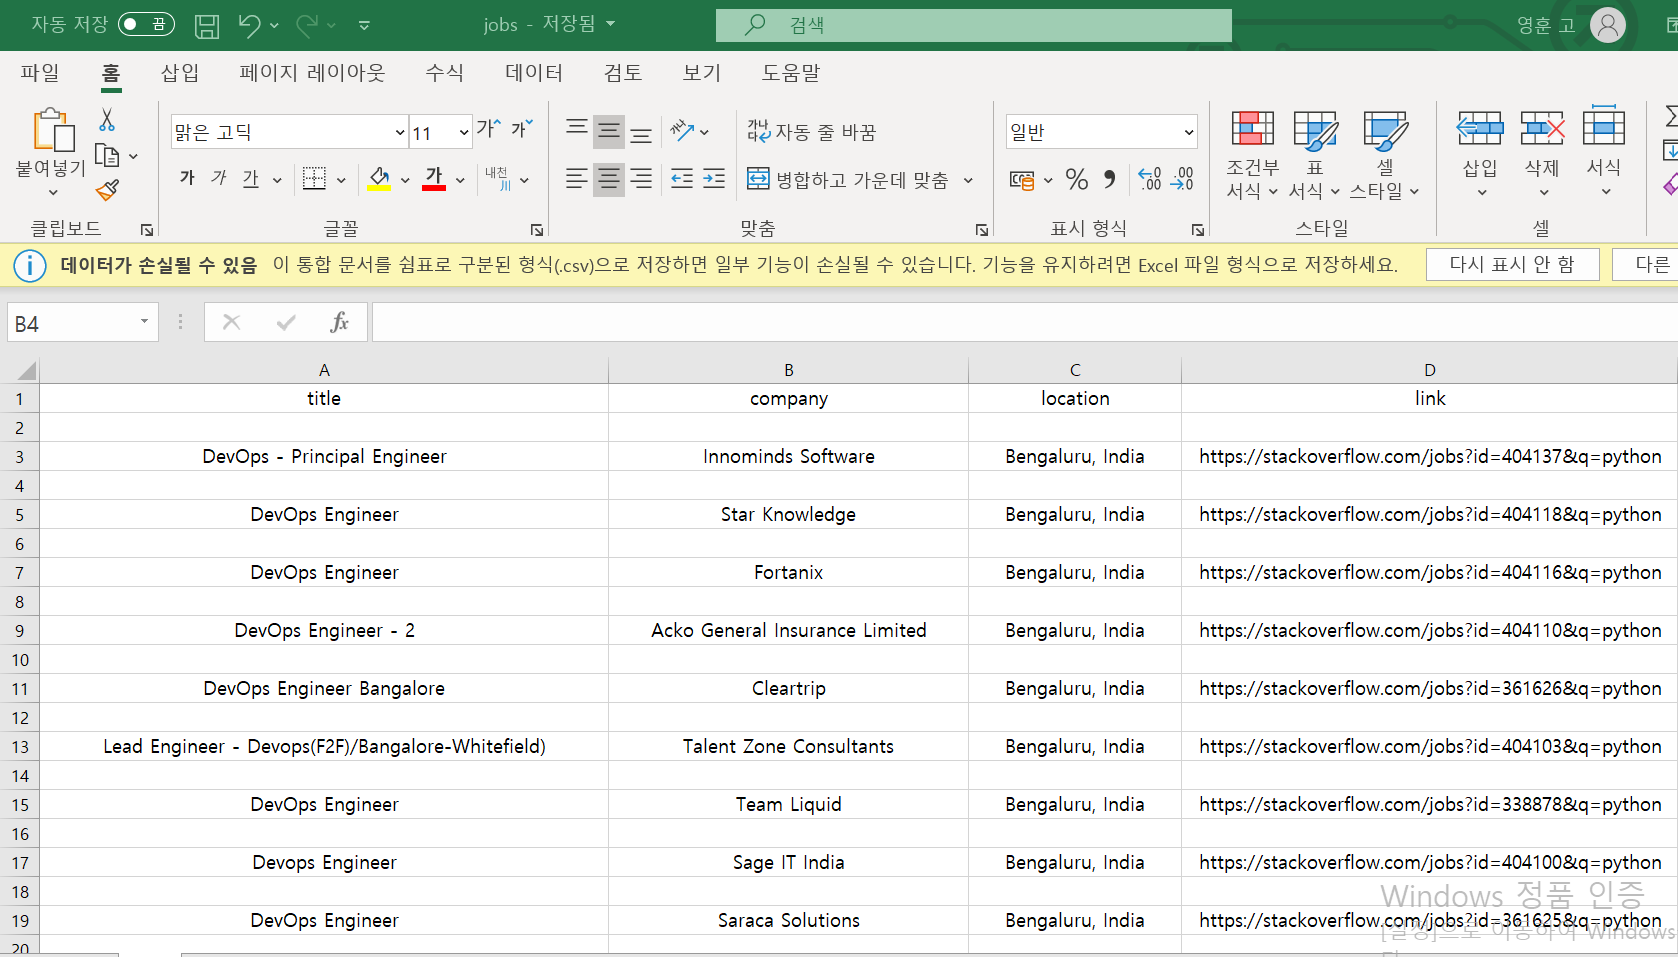 자동 저장 끔 jobs - 저장됨 검색 영훈 고
파일 홈 삽입 페이지 레이아웃 수식 데이터 검토 보기 도움말
붙여넣기
맑은 고딕 11 가 가
가 가 가 가 내천
자동 줄 바꿈
병합하고 가운데 맞춤
일반
% .00 .00
조건부 서식
표 서식
셀 스타일
삽입 삭제 서식
클립보드 글꼴 맞춤 표시 형식 스타일 셀
데이터가 손실될 수 있음 이 통합 문서를 쉼표로 구분된 형식(.csv)으로 저장하면 일부 기능이 손실될 수 있습니다. 기능을 유지하려면 Excel 파일 형식으로 저장하세요. 다시 표시 안 함 다른
B4 fx
A B C D
1 title company location link
2
3 DevOps - Principal Engineer Innominds Software Bengaluru, India https://stackoverflow.com/jobs?id=404137&q=python
4
5 DevOps Engineer Star Knowledge Bengaluru, India https://stackoverflow.com/jobs?id=404118&q=python
6
7 DevOps Engineer Fortanix Bengaluru, India https://stackoverflow.com/jobs?id=404116&q=python
8
9 DevOps Engineer - 2 Acko General Insurance Limited Bengaluru, India https://stackoverflow.com/jobs?id=404110&q=python
10
11 DevOps Engineer Bangalore Cleartrip Bengaluru, India https://stackoverflow.com/jobs?id=361626&q=python
12
13 Lead Engineer - Devops(F2F)/Bangalore-Whitefield) Talent Zone Consultants Bengaluru, India https://stackoverflow.com/jobs?id=404103&q=python
14
15 DevOps Engineer Team Liquid Bengaluru, India https://stackoverflow.com/jobs?id=338878&q=python
16
17 Devops Engineer Sage IT India Bengaluru, India https://stackoverflow.com/jobs?id=404100&q=python
18
Windows 정품 인증
19 DevOps Engineer Saraca Solutions Bengaluru, India https://stackoverflow.com/jobs?id=361625&q=python
[설정]으로 이동하여 Windows
20